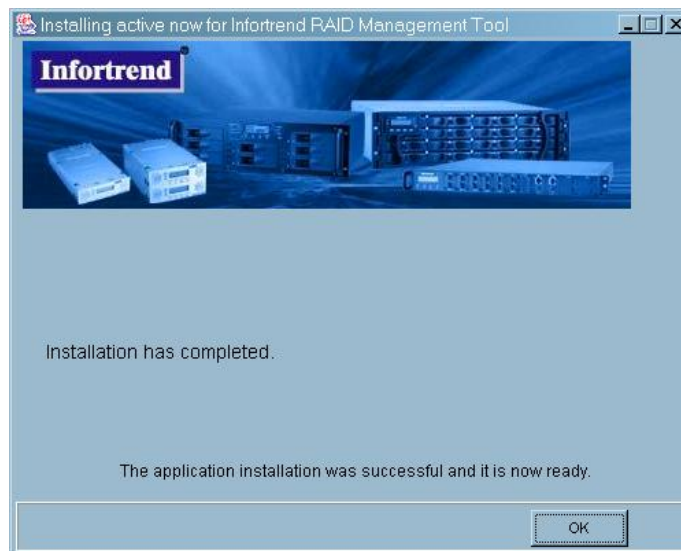 Installing active now for Infortrend RAID Management Tool
Infortrend
Installation has completed.
The application installation was successful and it is now ready.
OK